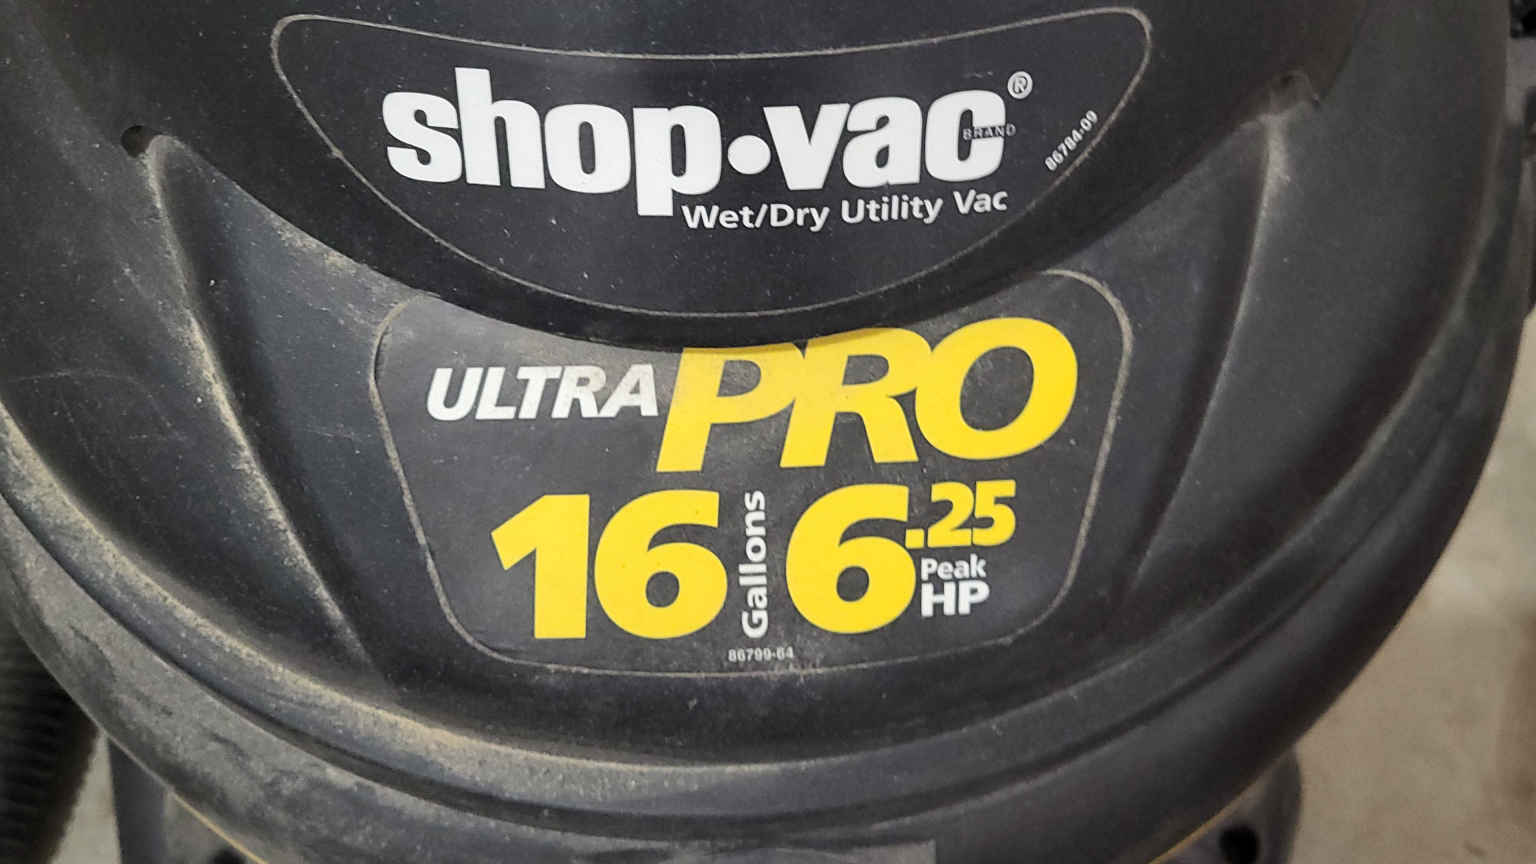 shop•vac®
BRAND
86784-09
Wet/Dry Utility Vac
ULTRA PRO
16 Gallons 6.25 Peak HP
86799-64